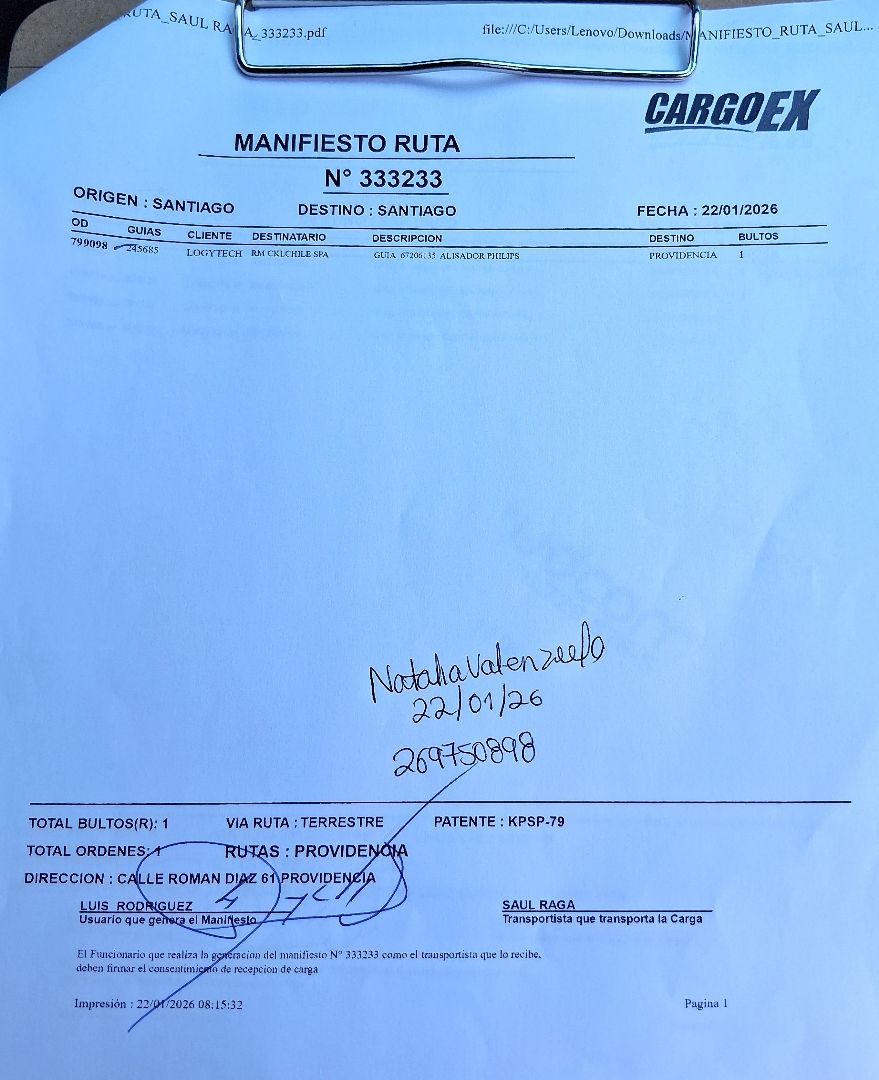 RUTA_SAUL RA A_333233.pdf file:///C:/Users/Lenovo/Downloads/MANIFIESTO_RUTA_SAUL...
CARGOEX
MANIFIESTO RUTA
N° 333233
ORIGEN : SANTIAGO DESTINO : SANTIAGO FECHA : 22/01/2026
OD GUIAS CLIENTE DESTINATARIO DESCRIPCION DESTINO BULTOS
799098 245685 LOGYTECH RM CKLCHILE SPA GUIA ALISADOR PHILIPS PROVIDENCIA 1
Natalia Valenzuela
22/01/26
269750898
TOTAL BULTOS(R): 1 VIA RUTA : TERRESTRE PATENTE : KPSP-79
TOTAL ORDENES: 1 RUTAS : PROVIDENCIA
DIRECCION : CALLE ROMAN DIAZ 61 PROVIDENCIA
LUIS RODRIGUEZ SAUL RAGA
Usuario que genera el Manifiesto Transportista que transporta la Carga
El Funcionario que realiza la generacion del manifiesto N° 333233 como el transportista que lo recibe,
deben firmar el consentimiento de recepcion de carga
Impresión : 22/01/2026 08:15:32 Pagina 1